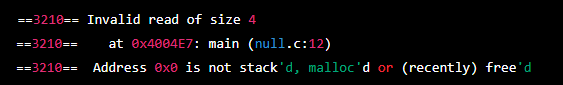 ==3210== Invalid read of size 4
==3210==    at 0x4004E7: main (null.c:12)
==3210==  Address 0x0 is not stack'd, malloc'd or (recently) free'd